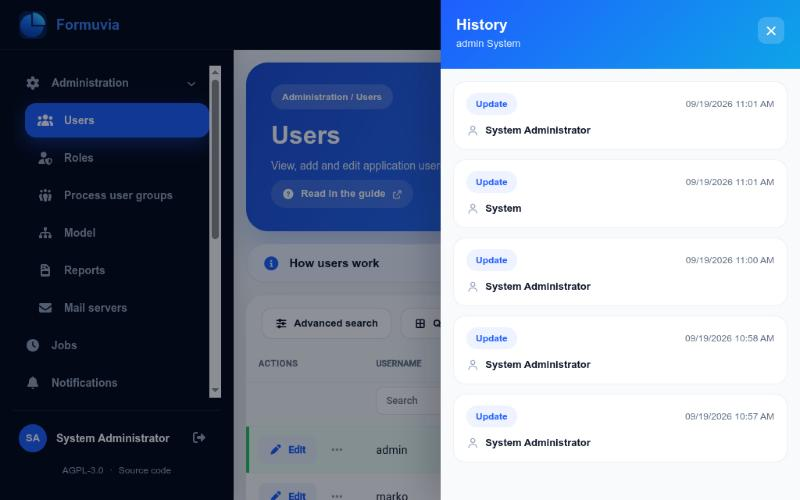 Formuvia
Administration
Users
Roles
Process user groups
Model
Reports
Mail servers
Jobs
Notifications
SA
System Administrator
AGPL-3.0 · Source code
Administration / Users
Users
View, add and edit application user
Read in the guide
How users work
Advanced search
Q
ACTIONS
USERNAME
Search
Edit
admin
Edit
marko
History
admin System
Update
09/19/2026 11:01 AM
System Administrator
Update
09/19/2026 11:01 AM
System
Update
09/19/2026 11:00 AM
System Administrator
Update
09/19/2026 10:58 AM
System Administrator
Update
09/19/2026 10:57 AM
System Administrator